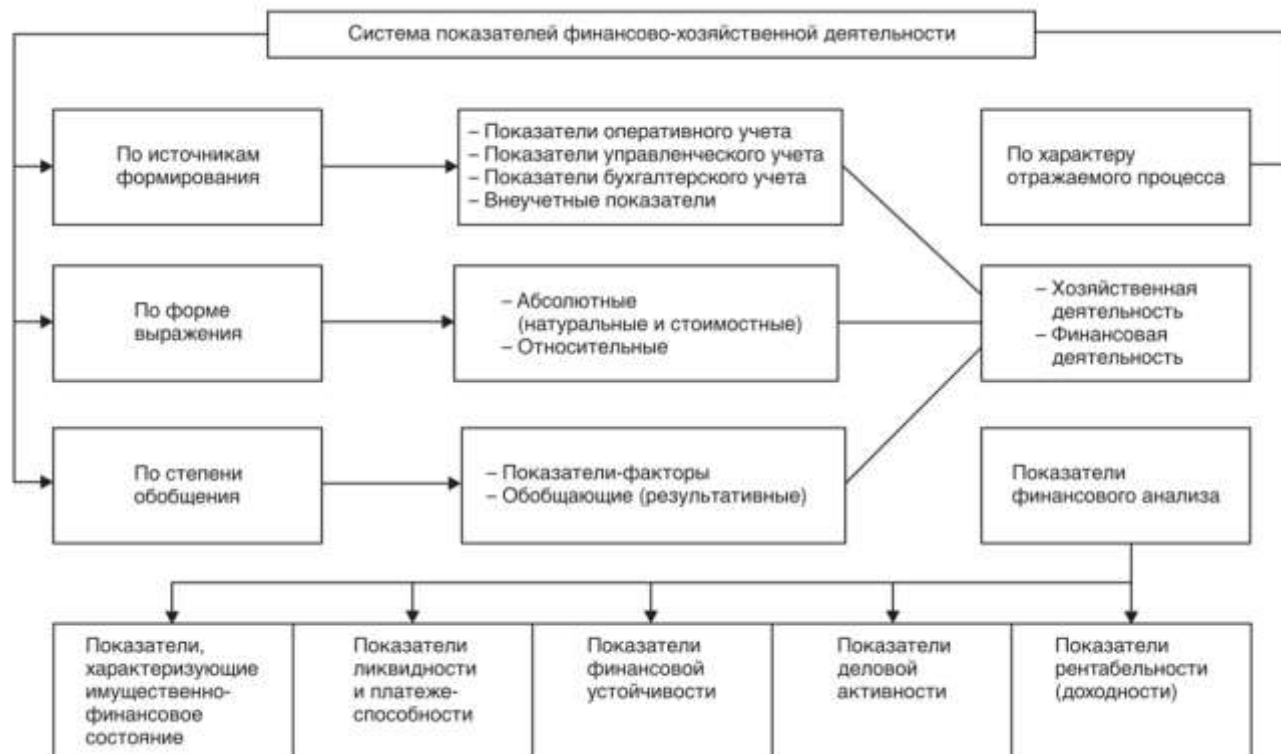 Система показателей финансово-хозяйственной деятельности
По источникам
формирования
– Показатели оперативного учета
– Показатели управленческого учета
– Показатели бухгалтерского учета
– Внеучетные показатели
По характеру
отражаемого процесса
По форме
выражения
– Абсолютные
(натуральные и стоимостные)
– Относительные
– Хозяйственная
деятельность
– Финансовая
деятельность
По степени
обобщения
– Показатели-факторы
– Обобщающие (результативные)
Показатели
финансового анализа
Показатели,
характеризующие
имущественно-
финансовое
состояние
Показатели
ликвидности
и платеже-
способности
Показатели
финансовой
устойчивости
Показатели
деловой
активности
Показатели
рентабельности
(доходности)